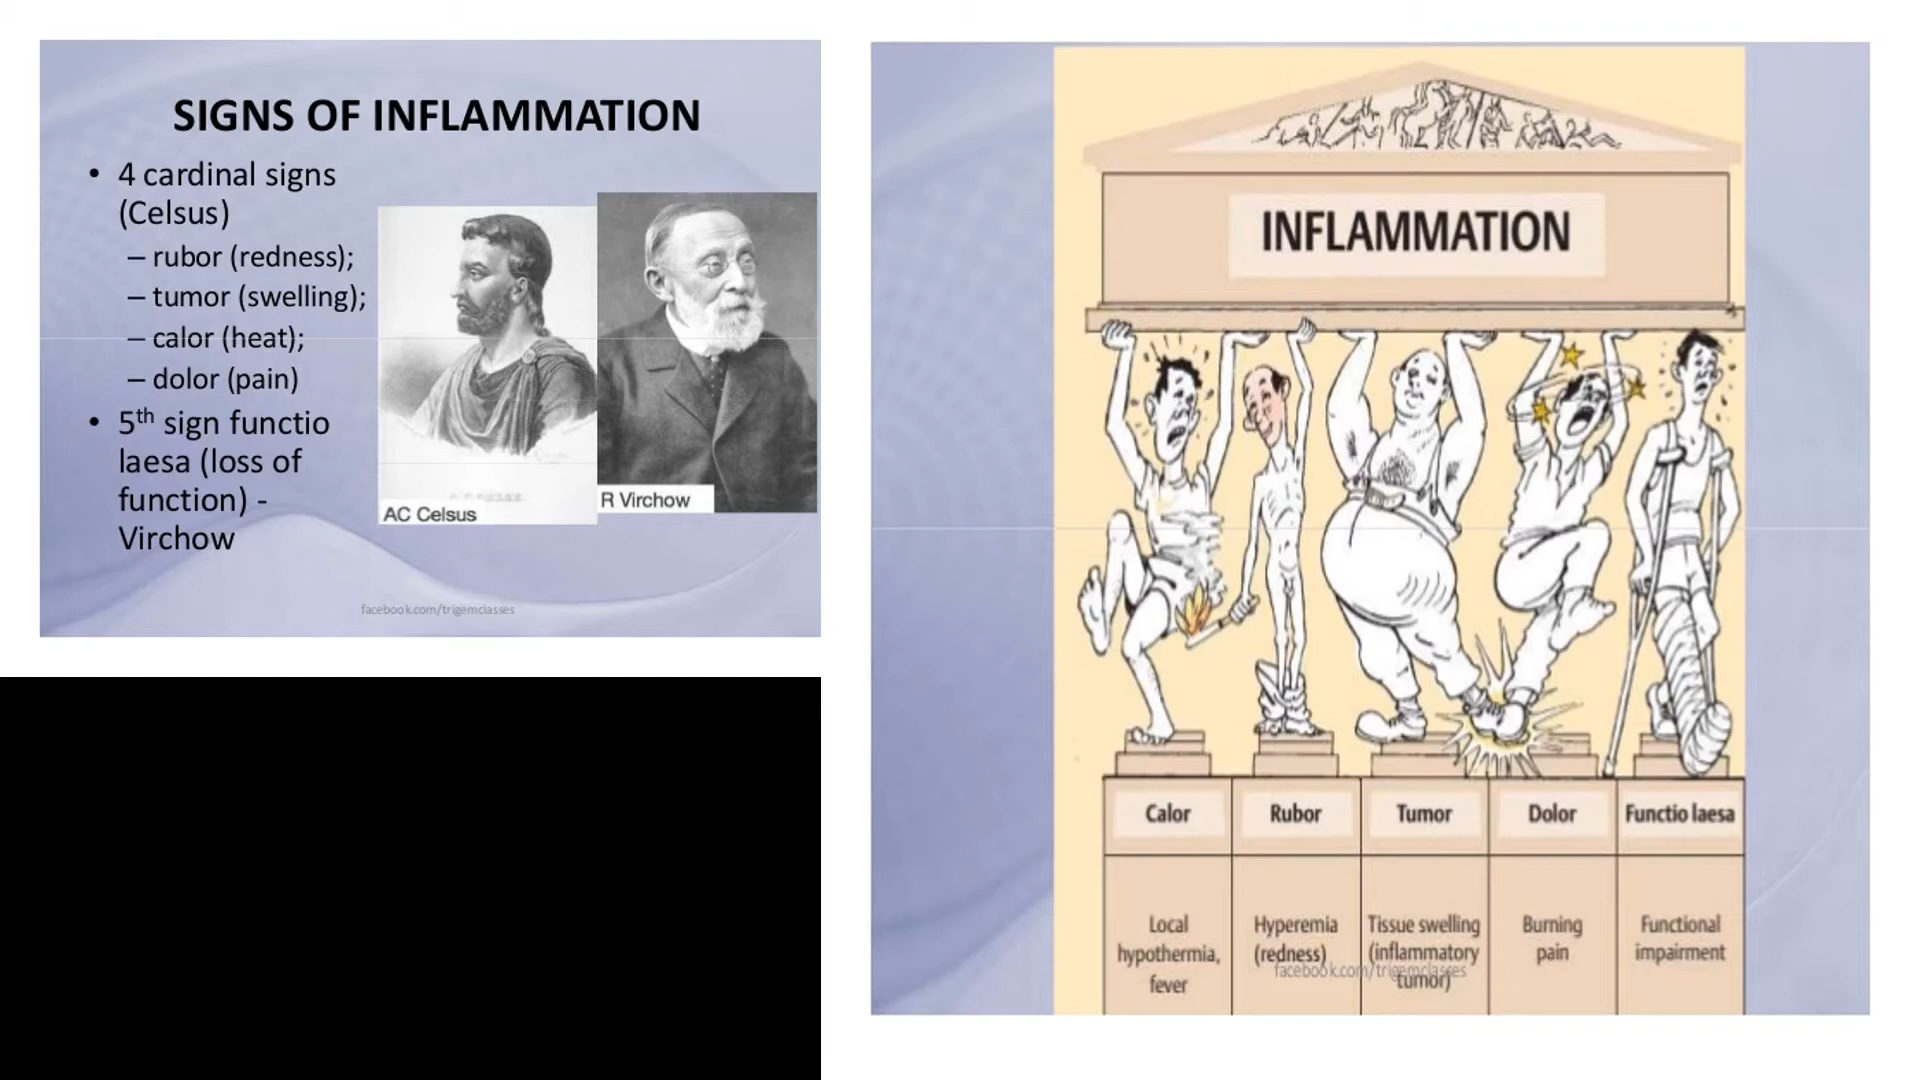 SIGNS OF INFLAMMATION
• 4 cardinal signs
(Celsus)
– rubor (redness);
– tumor (swelling);
– calor (heat);
– dolor (pain)
• 5th sign functio
laesa (loss of
function) -
Virchow
AC Celsus
R Virchow
facebook.com/trigemclasses
INFLAMMATION
Calor
Rubor
Tumor
Dolor
Functio laesa
Local
hypothermia,
fever
Hyperemia
(redness)
Tissue swelling
(inflammatory
tumor)
Burning
pain
Functional
impairment
facebook.com/trigemclasses